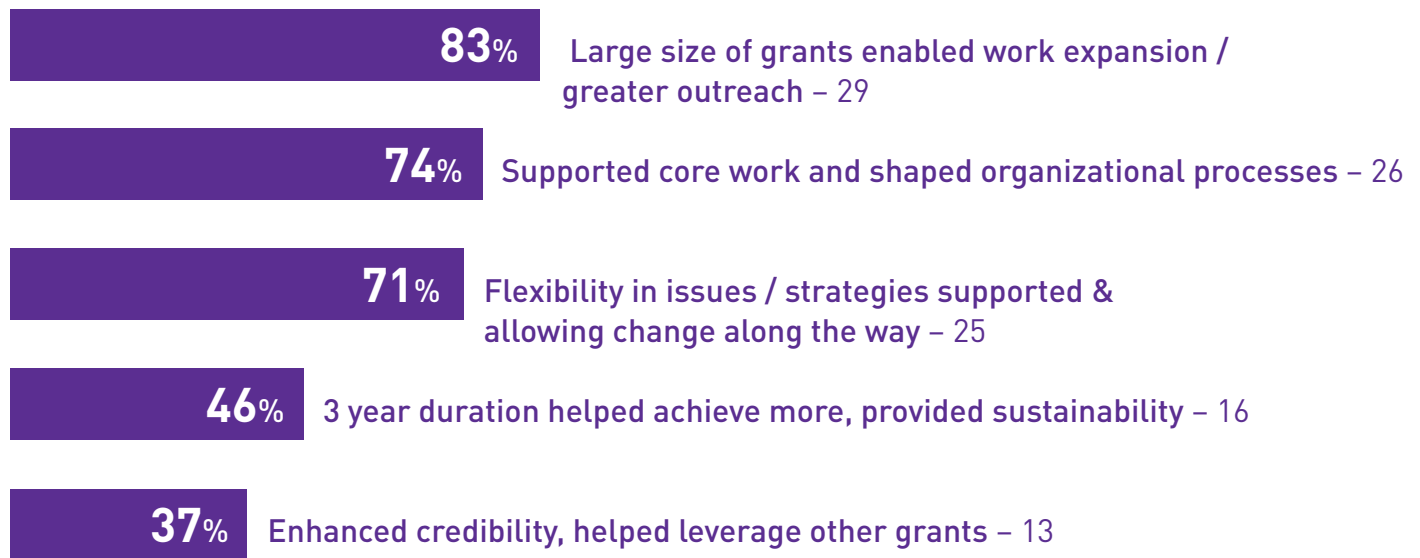 83% Large size of grants enabled work expansion /
greater outreach – 29
74% Supported core work and shaped organizational processes – 26
71% Flexibility in issues / strategies supported &
allowing change along the way – 25
46% 3 year duration helped achieve more, provided sustainability – 16
37% Enhanced credibility, helped leverage other grants – 13